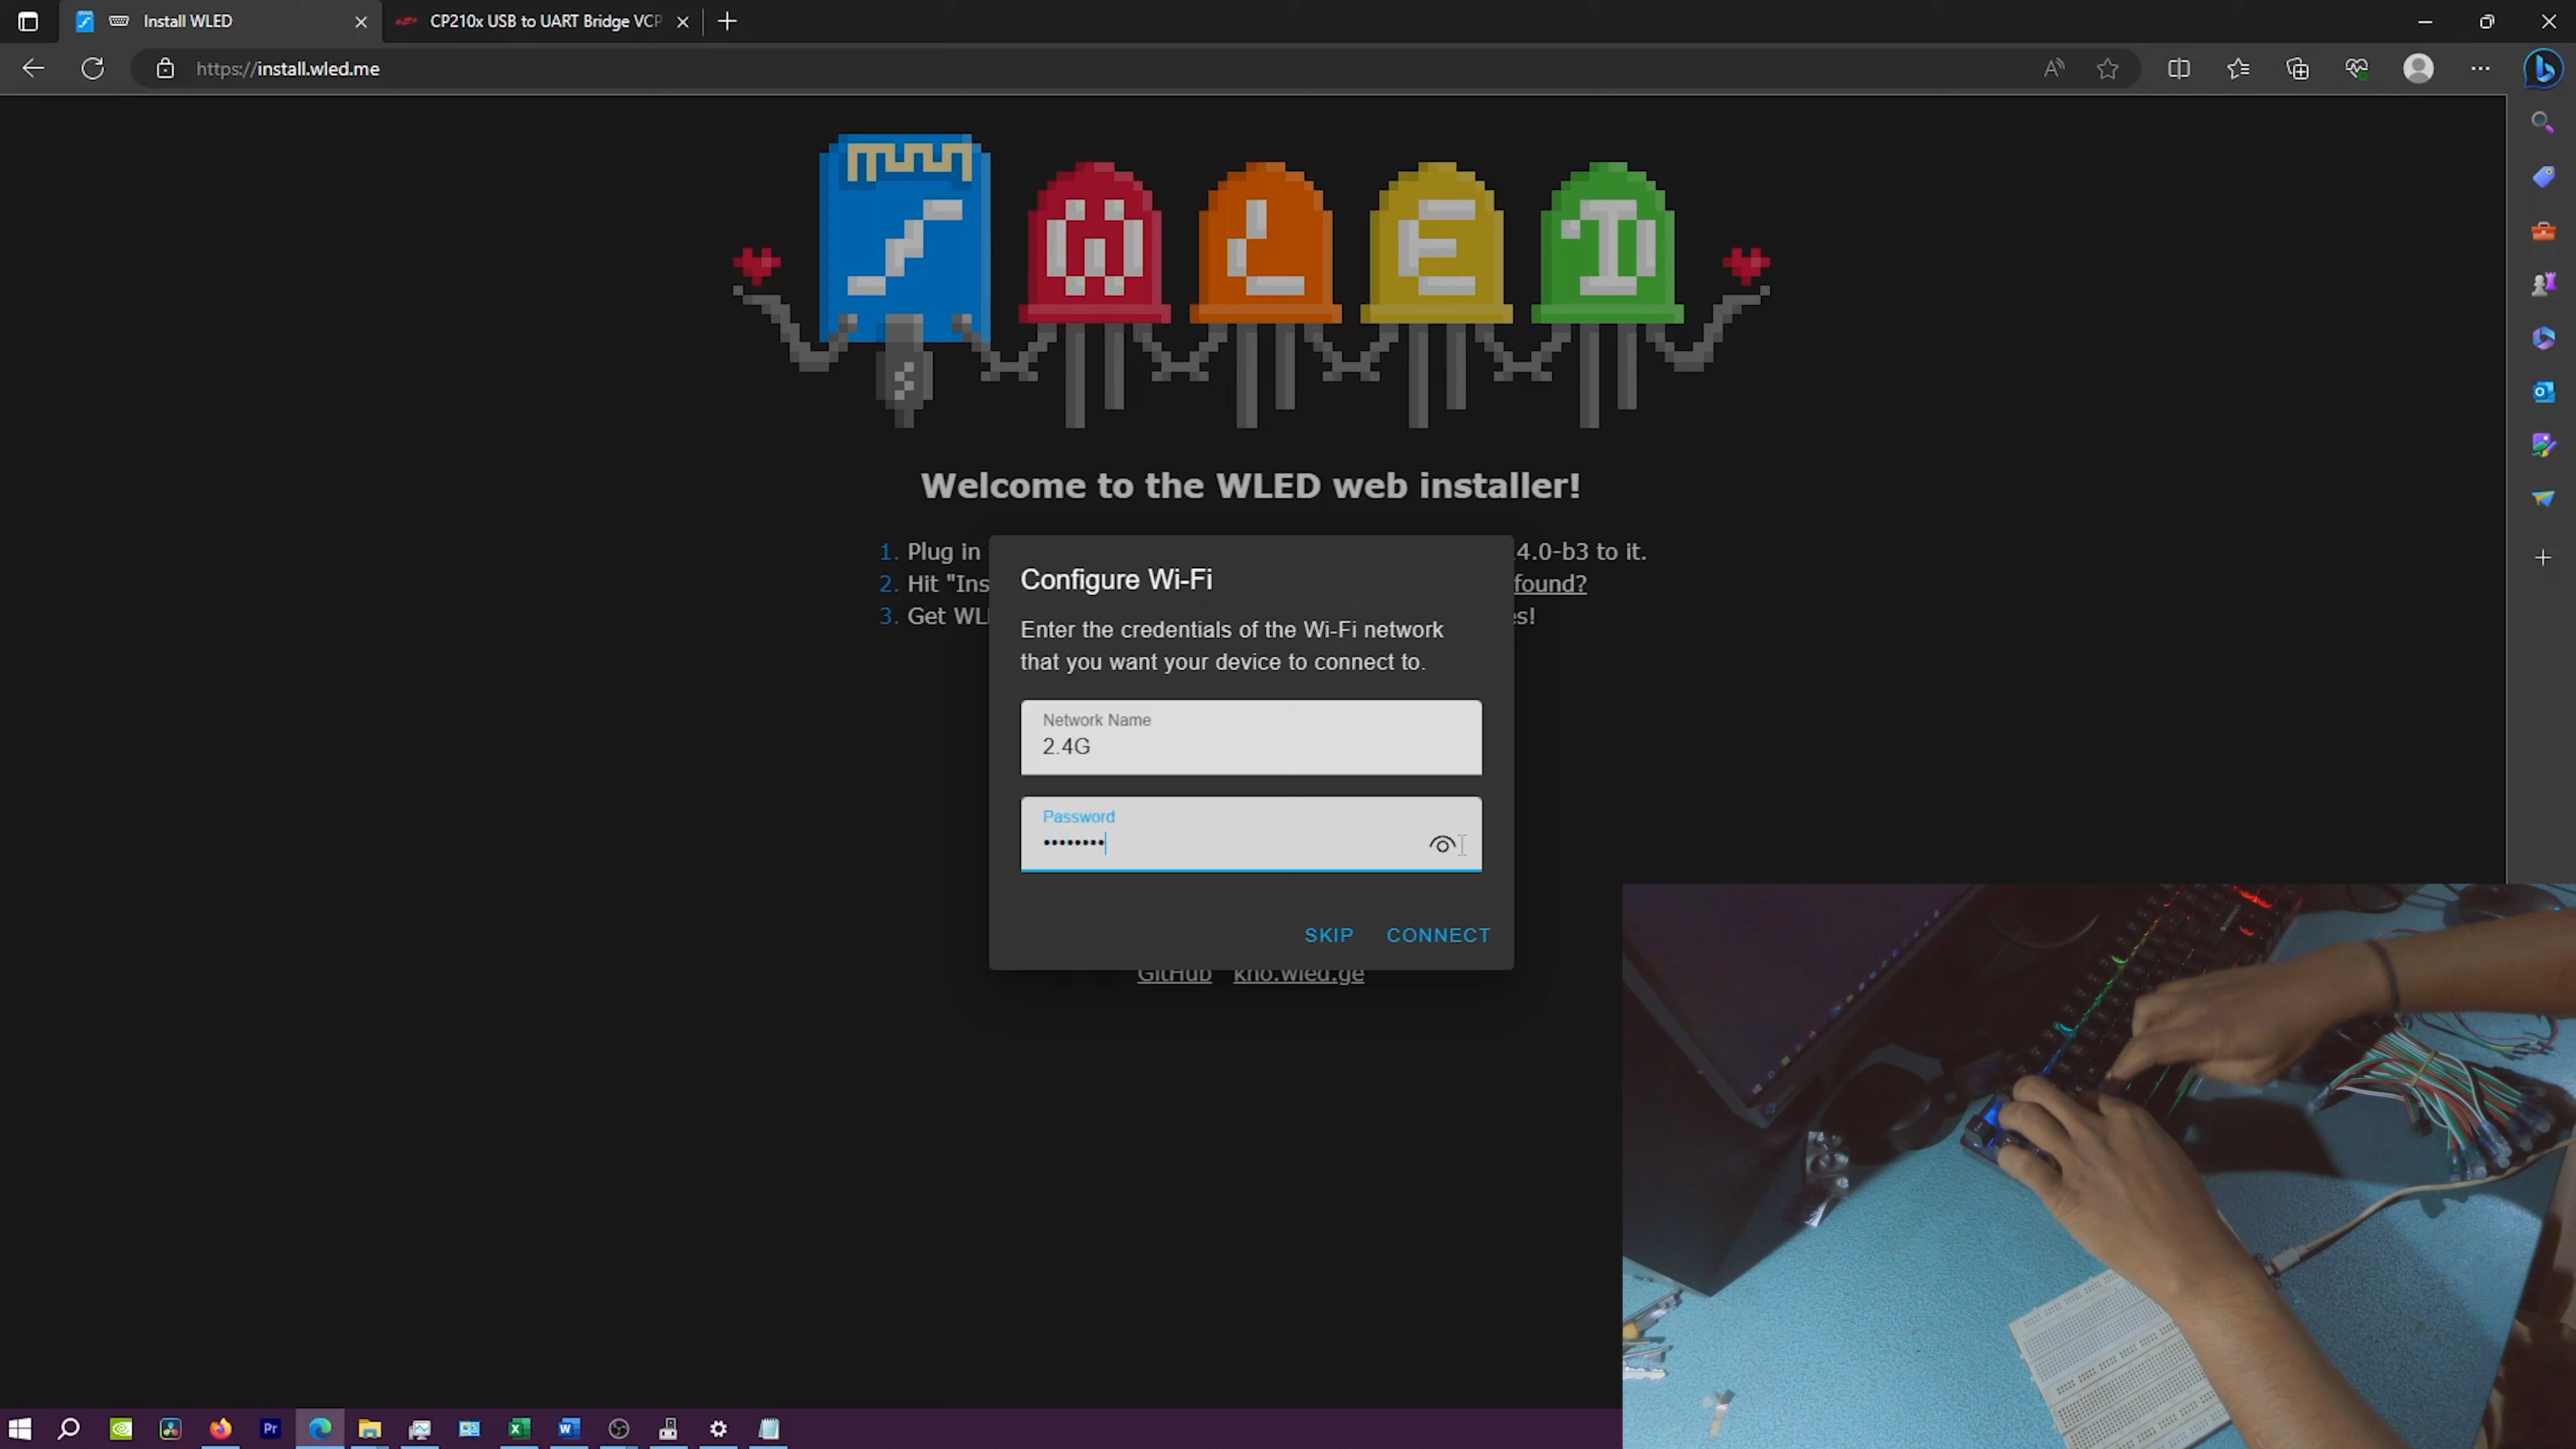 Install WLED
CP210x USB to UART Bridge VCP
https://install.wled.me
WLED
Welcome to the WLED web installer!
1. Plug in
4.0-b3 to it.
2. Hit "Ins
found?
3. Get WL
es!
Configure Wi-Fi
Enter the credentials of the Wi-Fi network
that you want your device to connect to.
Network Name
2.4G
Password
••••••••
SKIP
CONNECT
GitHub
kno.wled.ge
Pr